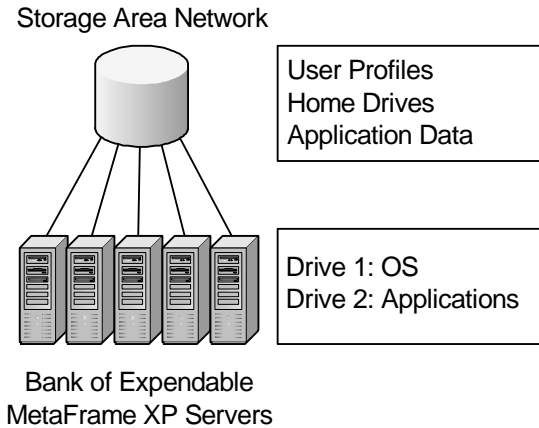 Storage Area Network
User Profiles
Home Drives
Application Data
Drive 1: OS
Drive 2: Applications
Bank of Expendable
MetaFrame XP Servers